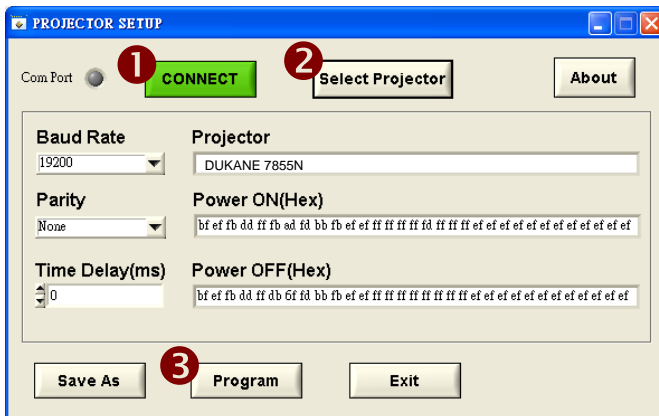 PROJECTOR SETUP
1 2
Com Port CONNECT Select Projector About
Baud Rate Projector
19200 DUKANE 7855N
Parity Power ON(Hex)
None bf ef fb dd ff fb ad fd bb fb ef ef ff ff ff ff fd ff ff ff ef ef ef ef ef ef ef ef ef ef ef
Time Delay(ms) Power OFF(Hex)
0 bf ef fb dd ff db 6f fd bb fb ef ef ff ff ff ff ff ff ff ff ef ef ef ef ef ef ef ef ef ef ef
3
Save As Program Exit